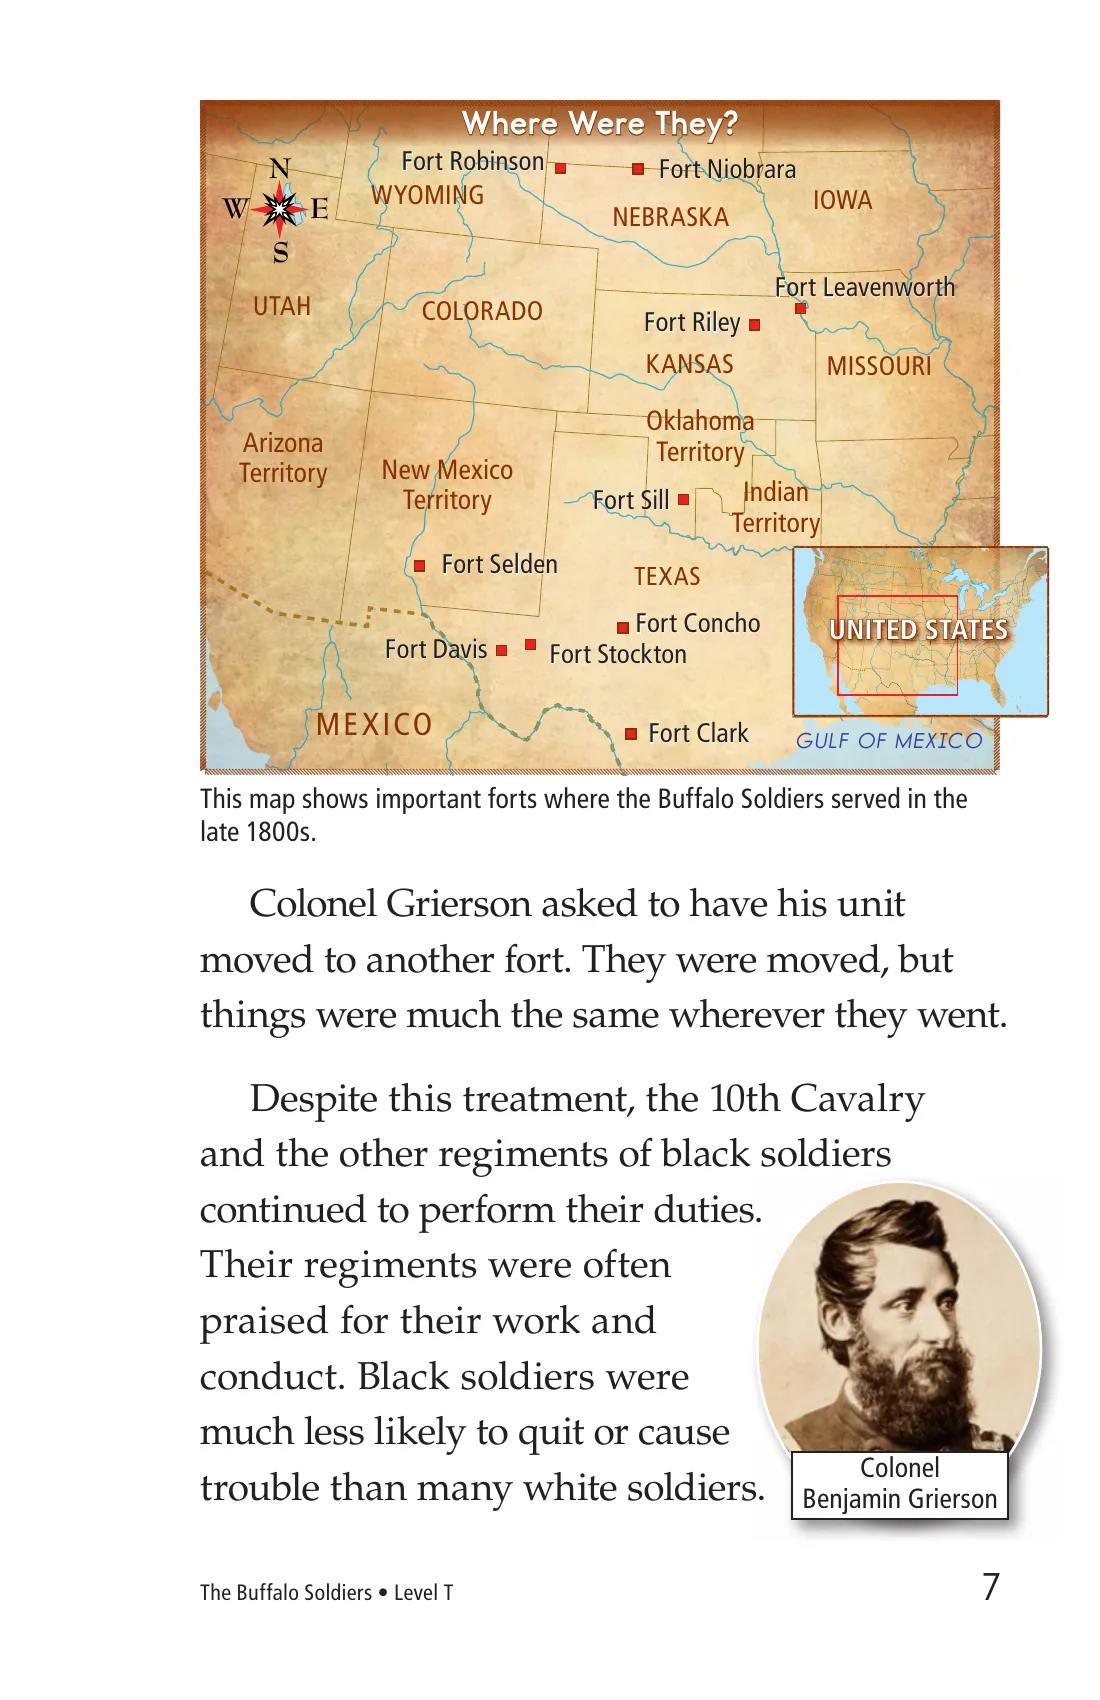 Where Were They?
N
W E
S
Fort Robinson
Fort Niobrara
WYOMING
IOWA
NEBRASKA
Fort Leavenworth
UTAH
COLORADO
Fort Riley
KANSAS
MISSOURI
Oklahoma
Territory
Arizona
Territory
New Mexico
Territory
Fort Sill
Indian
Territory
Fort Selden
TEXAS
Fort Concho
UNITED STATES
Fort Davis
Fort Stockton
MEXICO
Fort Clark
GULF OF MEXICO
This map shows important forts where the Buffalo Soldiers served in the
late 1800s.
Colonel Grierson asked to have his unit
moved to another fort. They were moved, but
things were much the same wherever they went.
Despite this treatment, the 10th Cavalry
and the other regiments of black soldiers
continued to perform their duties.
Their regiments were often
praised for their work and
conduct. Black soldiers were
much less likely to quit or cause
trouble than many white soldiers.
Colonel
Benjamin Grierson
The Buffalo Soldiers • Level T
7